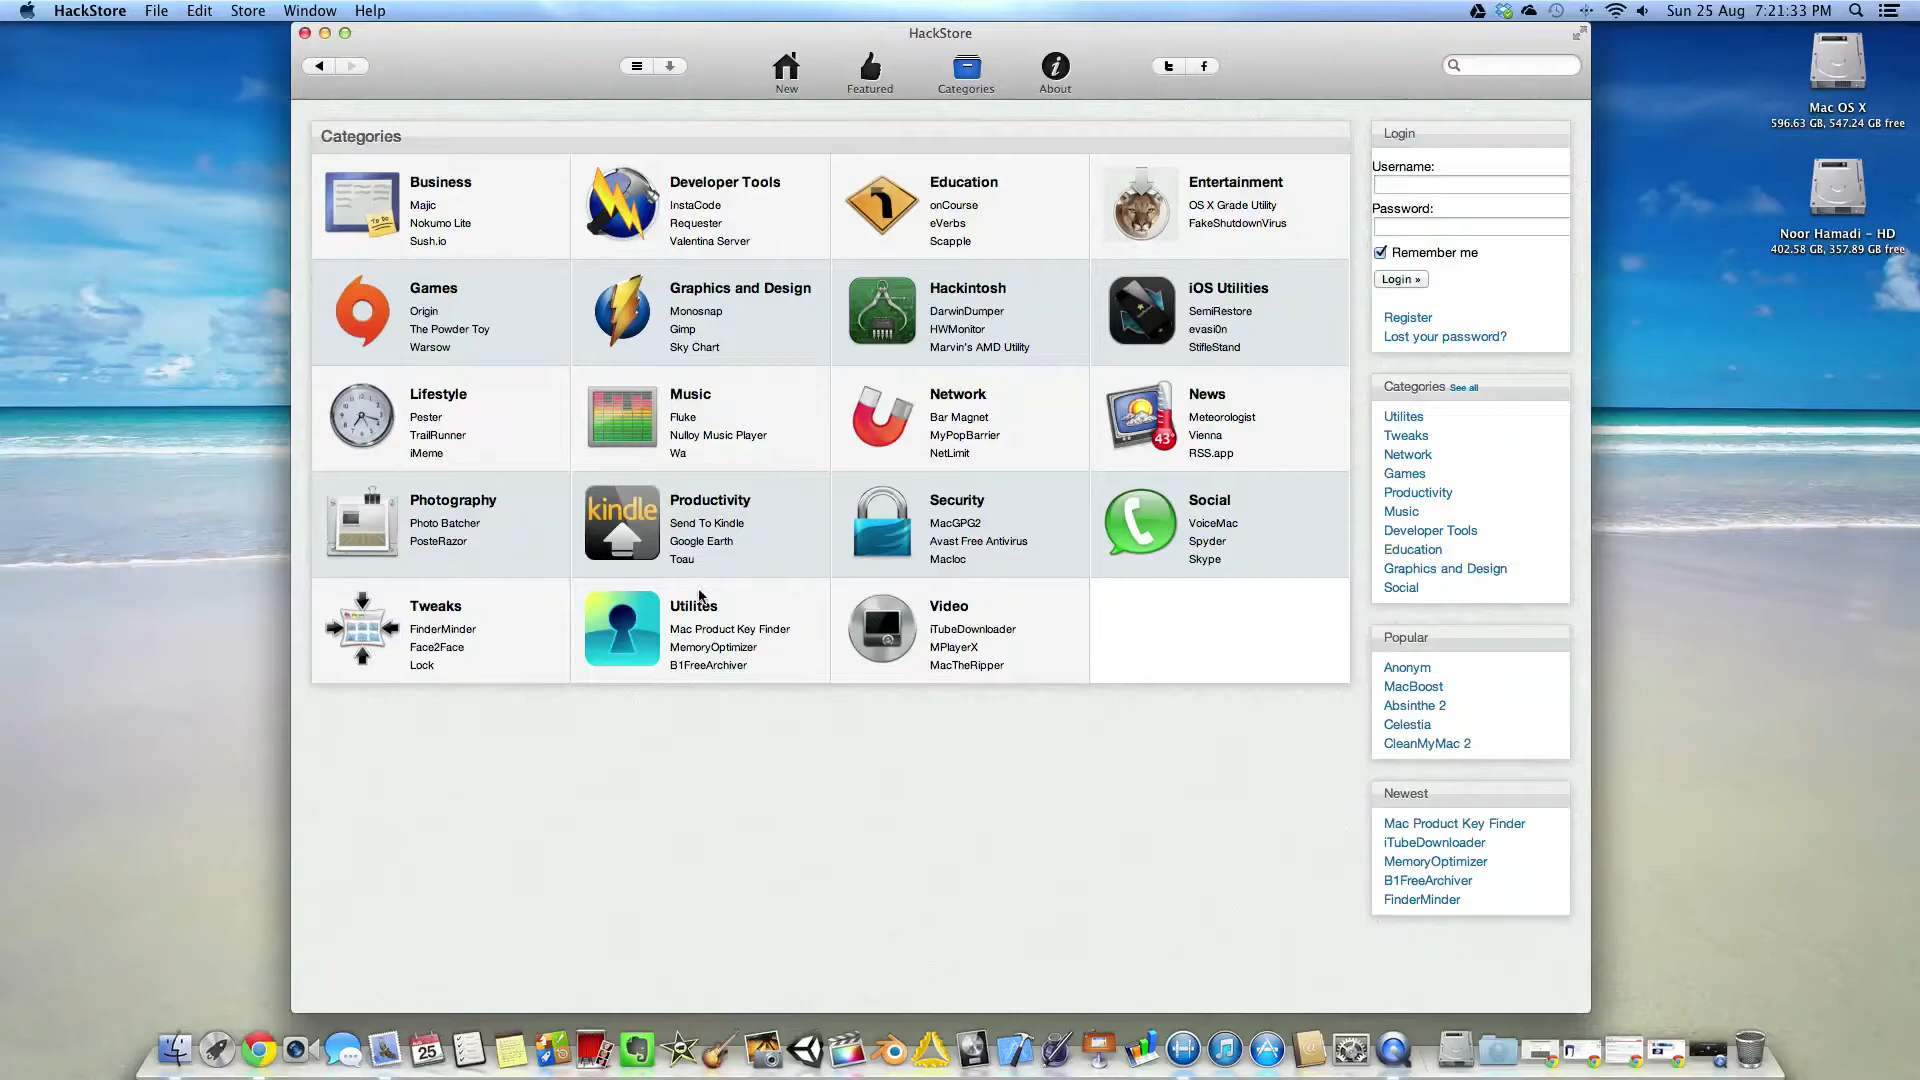 HackStore File Edit Store Window Help
Sun 25 Aug 7:21:33 PM
HackStore
New
Featured
Categories
About
Mac OS X
596.63 GB, 547.24 GB free
Noor Hamadi – HD
402.58 GB, 357.89 GB free
Categories
Business
Majic
Nokumo Lite
Sush.io
TO DO
Developer Tools
InstaCode
Requester
Valentina Server
Education
onCourse
eVerbs
Scapple
Entertainment
OS X Grade Utility
FakeShutdownVirus
Games
Origin
The Powder Toy
Warsow
Graphics and Design
Monosnap
Gimp
Sky Chart
Hackintosh
DarwinDumper
HWMonitor
Marvin's AMD Utility
iOS Utilities
SemiRestore
evasi0n
StifleStand
Lifestyle
Pester
TrailRunner
iMeme
Music
Fluke
Nulloy Music Player
Wa
Network
Bar Magnet
MyPopBarrier
NetLimit
News
Meteorologist
Vienna
RSS.app
43°
Photography
Photo Batcher
PosteRazor
kindle
Productivity
Send To Kindle
Google Earth
Toau
Security
MacGPG2
Avast Free Antivirus
Macloc
Social
VoiceMac
Spyder
Skype
Tweaks
FinderMinder
Face2Face
Lock
Utilites
Mac Product Key Finder
MemoryOptimizer
B1FreeArchiver
Video
iTubeDownloader
MPlayerX
MacTheRipper
Login
Username:
Password:
Remember me
Login »
Register
Lost your password?
Categories See all
Utilites
Tweaks
Network
Games
Productivity
Music
Developer Tools
Education
Graphics and Design
Social
Popular
Anonym
MacBoost
Absinthe 2
Celestia
CleanMyMac 2
Newest
Mac Product Key Finder
iTubeDownloader
MemoryOptimizer
B1FreeArchiver
FinderMinder
25